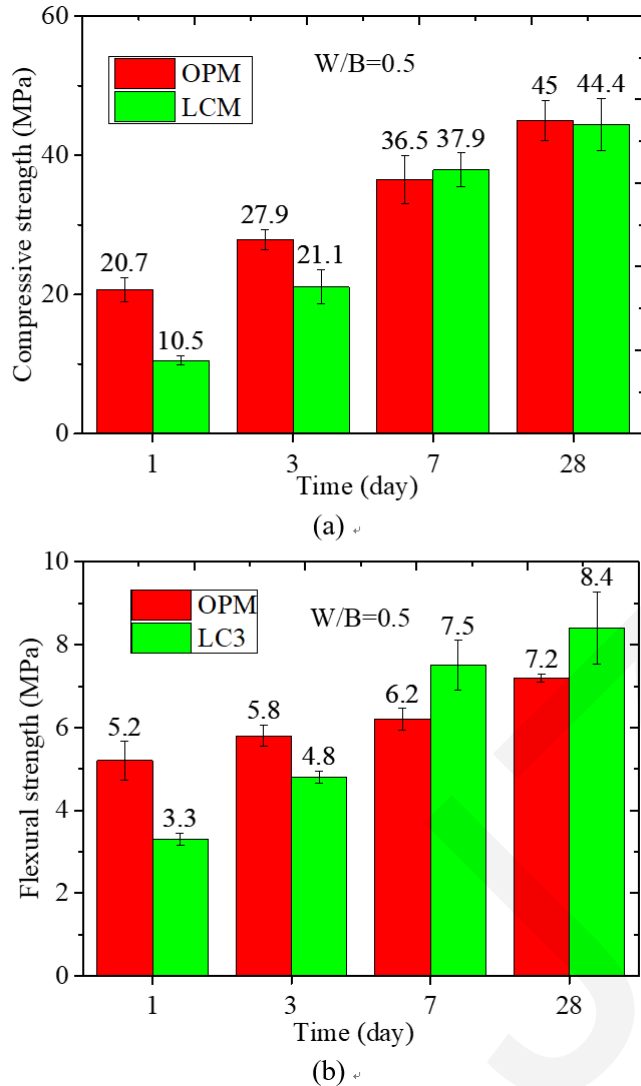 60
OPM
LCM
W/B=0.5
45
44.4
36.5
37.9
40
27.9
20.7
21.1
20
10.5
0
Compressive strength (MPa)
1 3 7 28
Time (day)
(a)
10
OPM
LC3
W/B=0.5
8.4
8
7.5
7.2
6.2
5.8
6
5.2
4.8
4
3.3
2
0
Flexural strength (MPa)
1 3 7 28
Time (day)
(b)